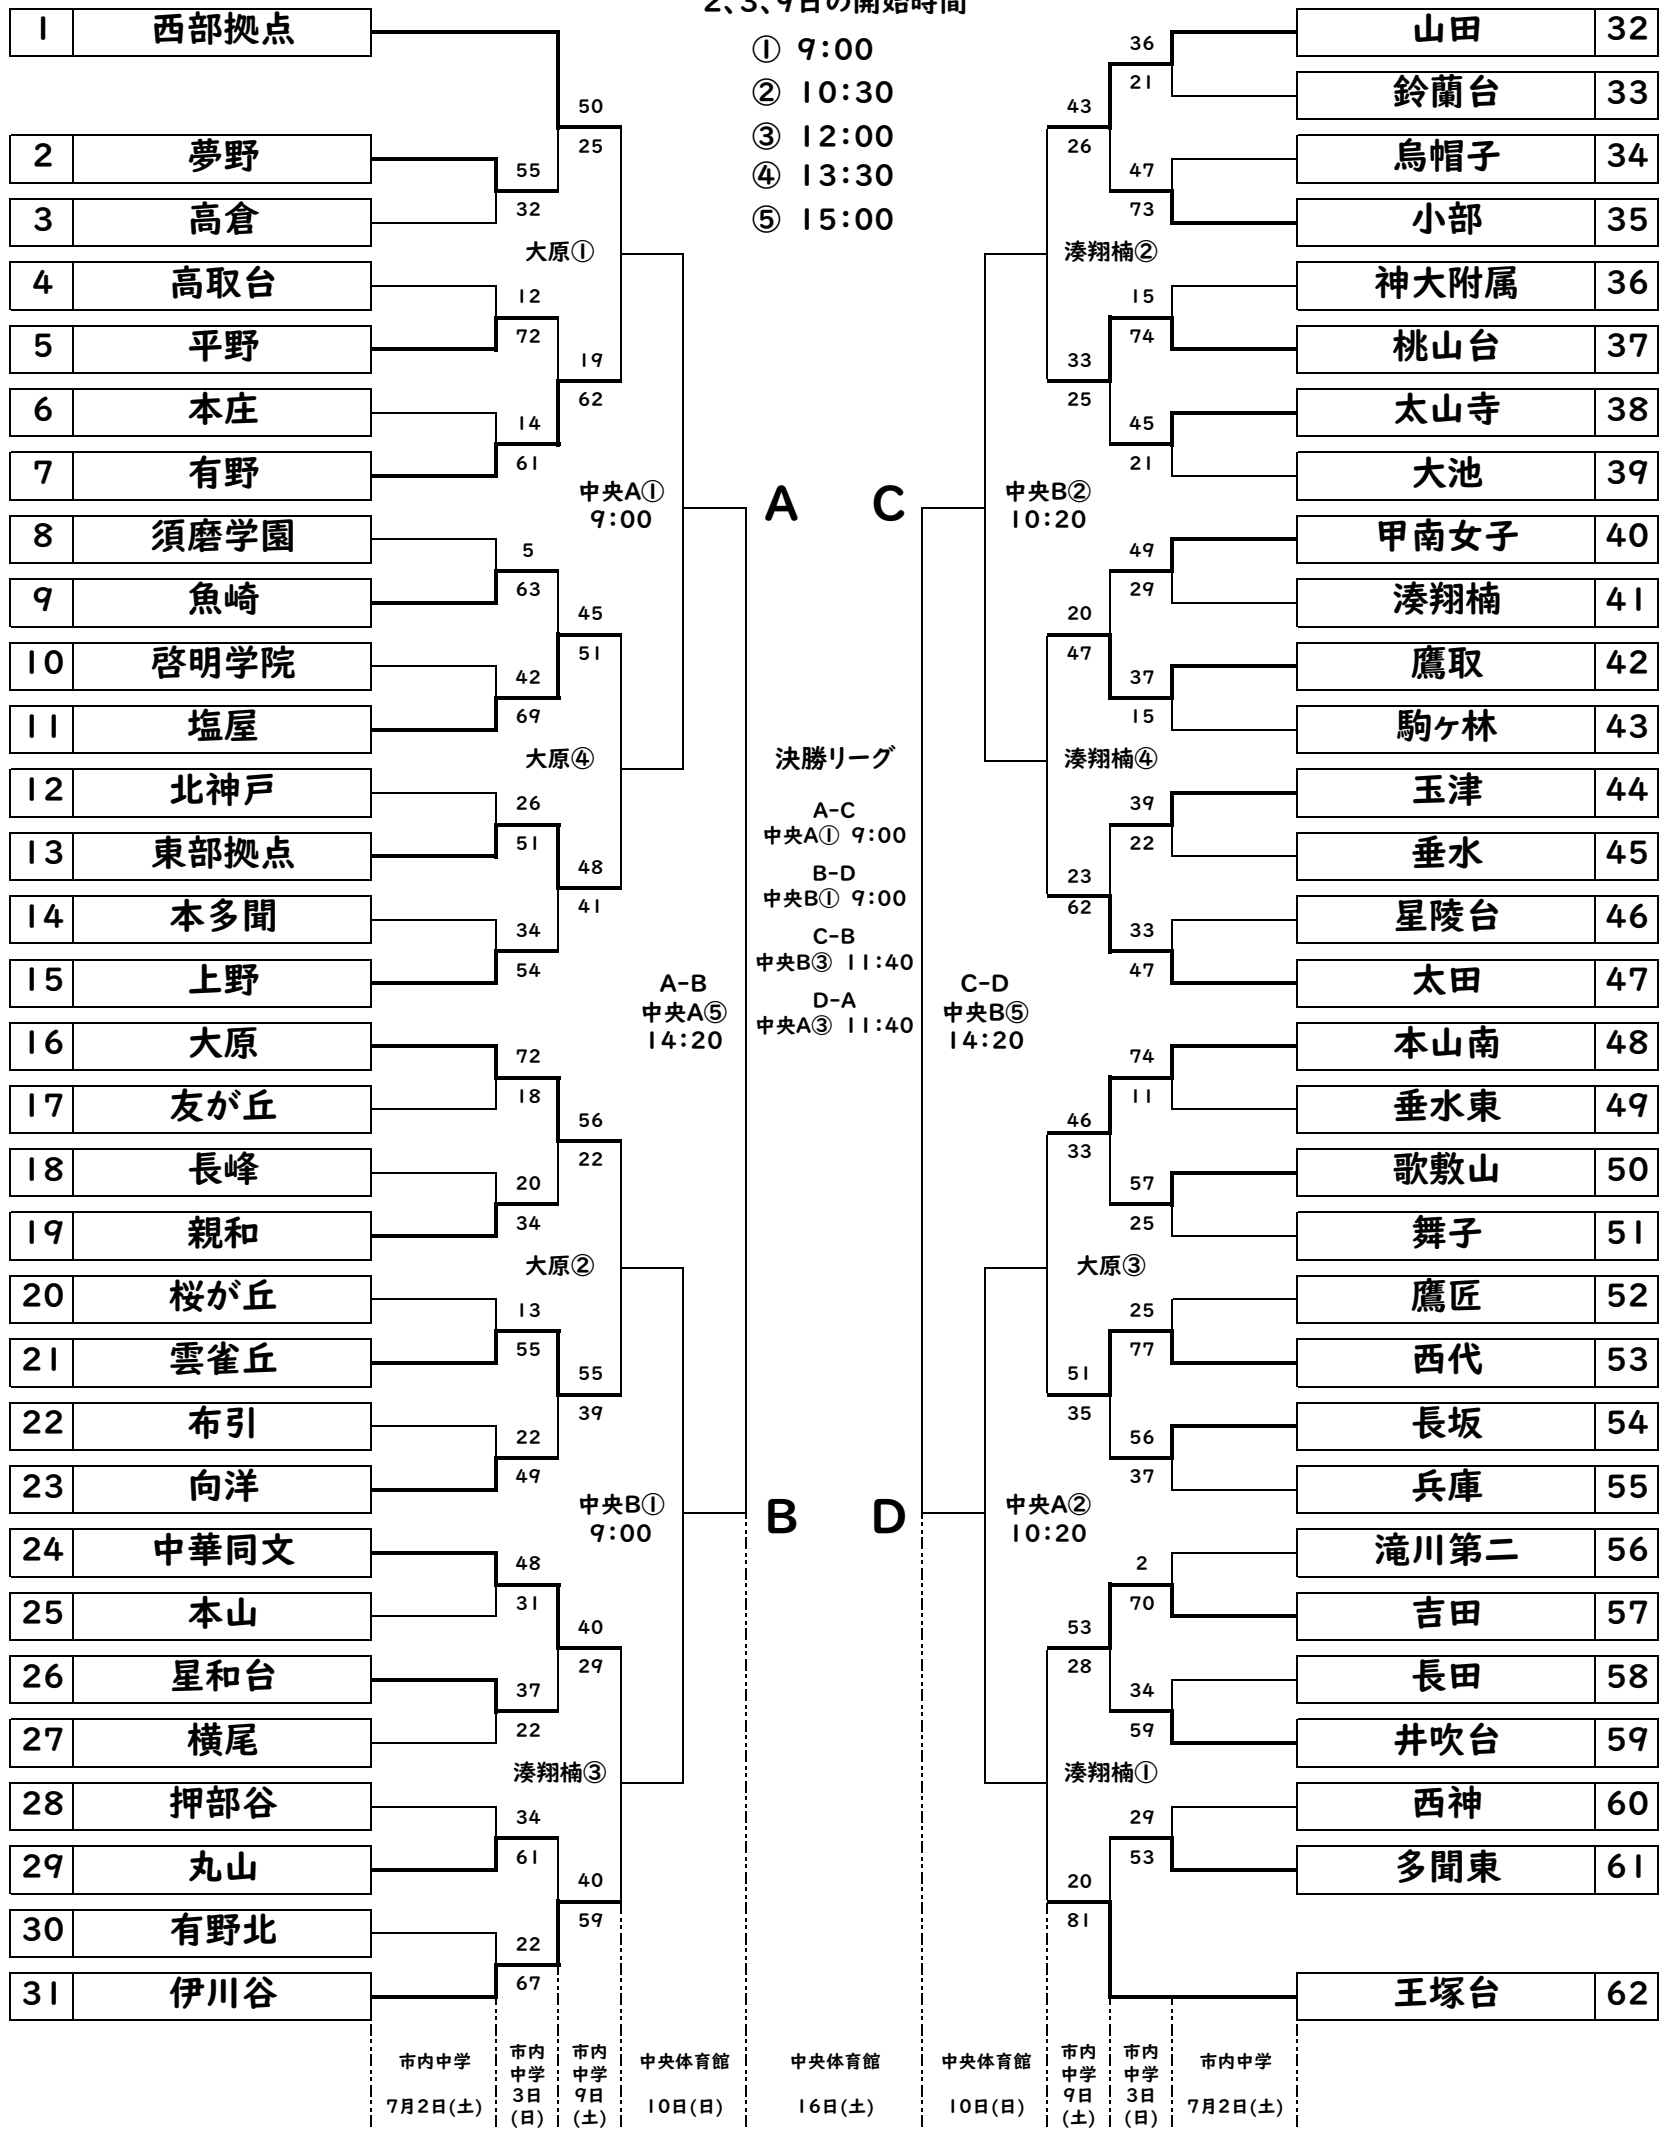 2、3、9日の開始時間
① 9:00
② 10:30
③ 12:00
④ 13:30
⑤ 15:00
1 西部拠点
2 夢野
3 高倉
4 高取台
5 平野
6 本庄
7 有野
8 須磨学園
9 魚崎
10 啓明学院
11 塩屋
12 北神戸
13 東部拠点
14 本多聞
15 上野
16 大原
17 友が丘
18 長峰
19 親和
20 桜が丘
21 雲雀丘
22 布引
23 向洋
24 中華同文
25 本山
26 星和台
27 横尾
28 押部谷
29 丸山
30 有野北
31 伊川谷
55
32
12
72
14
61
5
63
42
69
26
51
34
54
72
18
20
34
13
55
22
49
48
31
37
22
34
61
22
67
50
25
大原①
19
62
45
51
大原④
48
41
56
22
大原②
55
39
40
29
湊翔楠③
40
59
中央A①
9:00
中央B①
9:00
A-B
中央A⑤
14:20
A
B
決勝リーグ
A-C
中央A① 9:00
B-D
中央B① 9:00
C-B
中央B③ 11:40
D-A
中央A③ 11:40
C
D
中央B②
10:20
C-D
中央B⑤
14:20
中央A②
10:20
43
26
湊翔楠②
33
25
20
47
湊翔楠④
23
62
46
33
大原③
51
35
53
28
湊翔楠①
20
81
36
21
47
73
15
74
45
21
49
29
37
15
39
22
33
47
74
11
57
25
25
77
56
37
2
70
34
59
29
53
山田 32
鈴蘭台 33
烏帽子 34
小部 35
神大附属 36
桃山台 37
太山寺 38
大池 39
甲南女子 40
湊翔楠 41
鷹取 42
駒ヶ林 43
玉津 44
垂水 45
星陵台 46
太田 47
本山南 48
垂水東 49
歌敷山 50
舞子 51
鷹匠 52
西代 53
長坂 54
兵庫 55
滝川第二 56
吉田 57
長田 58
井吹台 59
西神 60
多聞東 61
王塚台 62
市内中学
7月2日(土)
市内
中学
3日
(日)
市内
中学
9日
(土)
中央体育館
10日(日)
中央体育館
16日(土)
中央体育館
10日(日)
市内
中学
9日
(土)
市内
中学
3日
(日)
市内中学
7月2日(土)